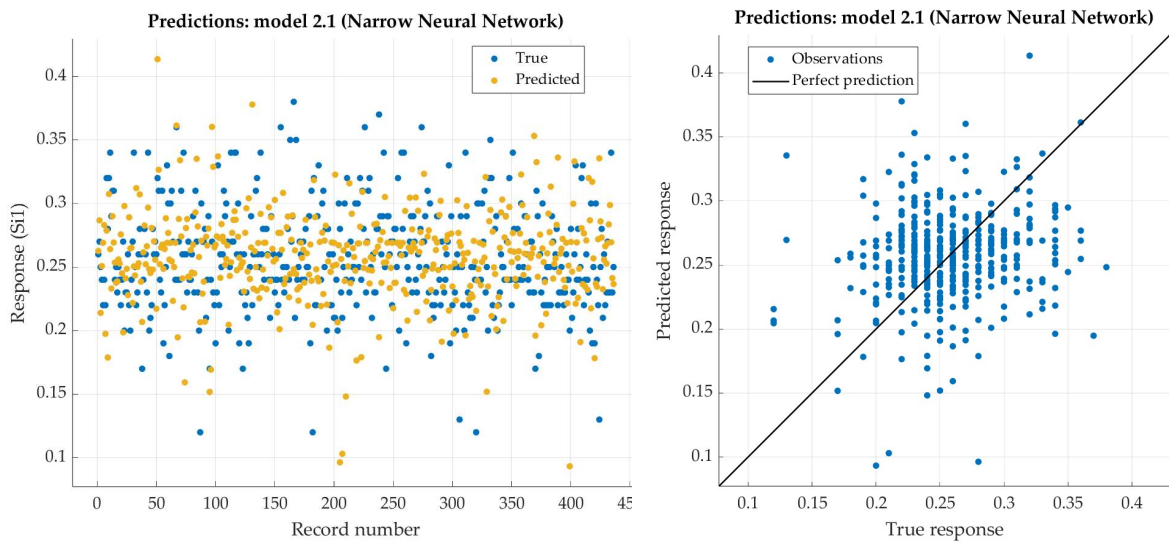 Predictions: model 2.1 (Narrow Neural Network)
True
Predicted
0.4
0.35
0.3
0.25
0.2
0.15
0.1
Response (Si1)
0 50 100 150 200 250 300 350 400 450
Record number
Predictions: model 2.1 (Narrow Neural Network)
Observations
Perfect prediction
0.4
0.35
0.3
0.25
0.2
0.15
0.1
Predicted response
0.1 0.15 0.2 0.25 0.3 0.35 0.4
True response